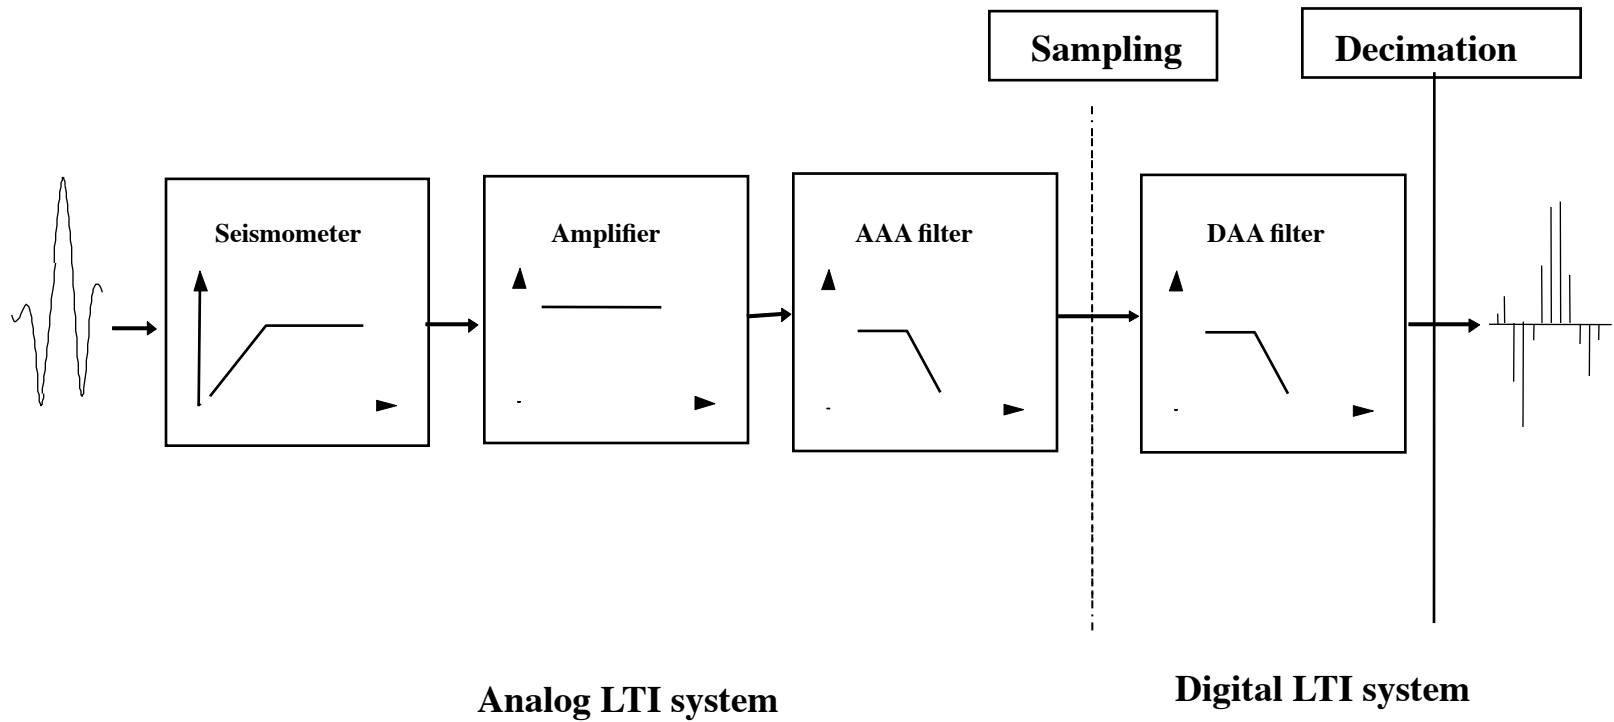 Sampling
Decimation
Seismometer
Amplifier
AAA filter
DAA filter
Analog LTI system
Digital LTI system